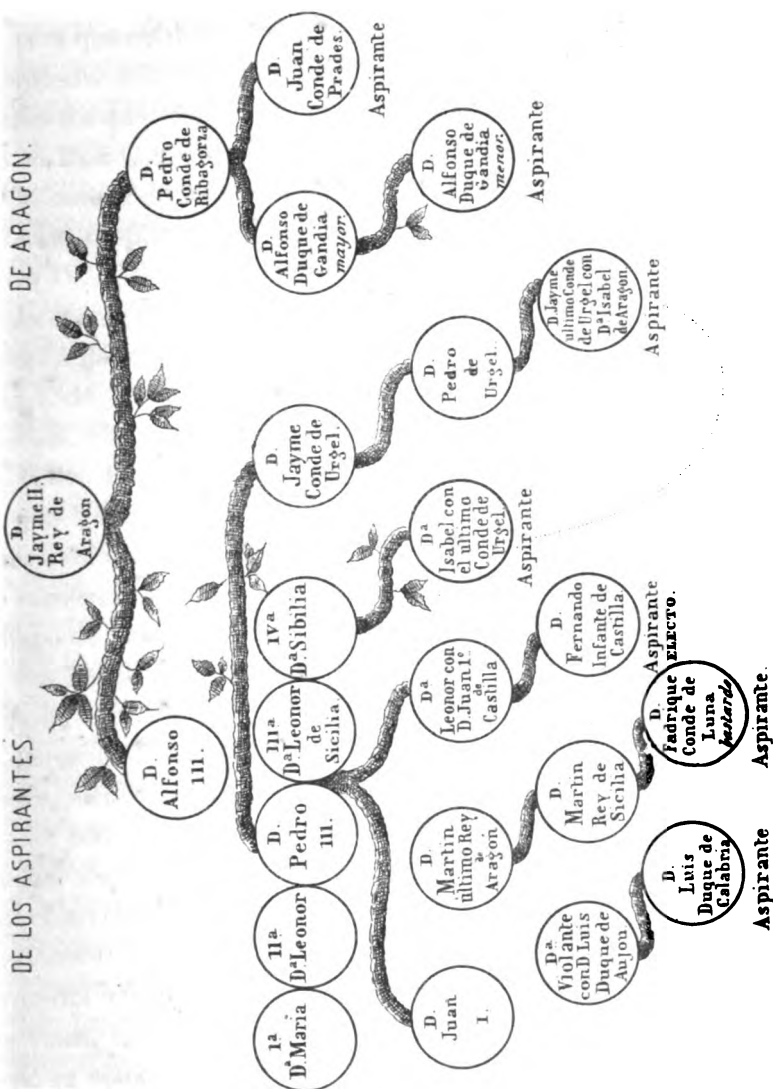 DE LOS ASPIRANTES DE ARAGON.
D.
Jayme II.
Rey de
Aragon
D.
Alfonso
III.
D.
Pedro
Conde de
Ribagorza
1ª
Dª Maria
IIª
Dª Leonor
D.
Pedro
III.
IIIª
Dª Leonor
de
Sicilia.
IVª
Dª Sibilia
D.
Jayme
Conde de
Urgel.
D.
Alfonso
Duque de
Gandia
mayor.
D.
Juan
Conde de
Prades.
Aspirante
D.
Juan
I.
D.
Martin
último Rey
de
Aragon
Dª
Leonor con
D. Juan 1º
de
Castilla
Dª
Isabel con
el ultimo
Conde de
Urgel.
Aspirante
D.
Pedro
de
Urgel.
D.
Alfonso
Duque de
Gandia
menor.
Aspirante
Dª
Violante
con D. Luis
Duque de
Aujou
D.
Martin
Rey de
Sicilia
D.
Fernando
Infante de
Castilla.
Aspirante
ELECTO.
D. Jayme
ultimo Conde
de Urgel con
Dª Isabel
de Aragon
Aspirante
D.
Luis
Duque de
Calabria
Aspirante
D.
Fadrique
Conde de
Luna
bastardo
Aspirante.